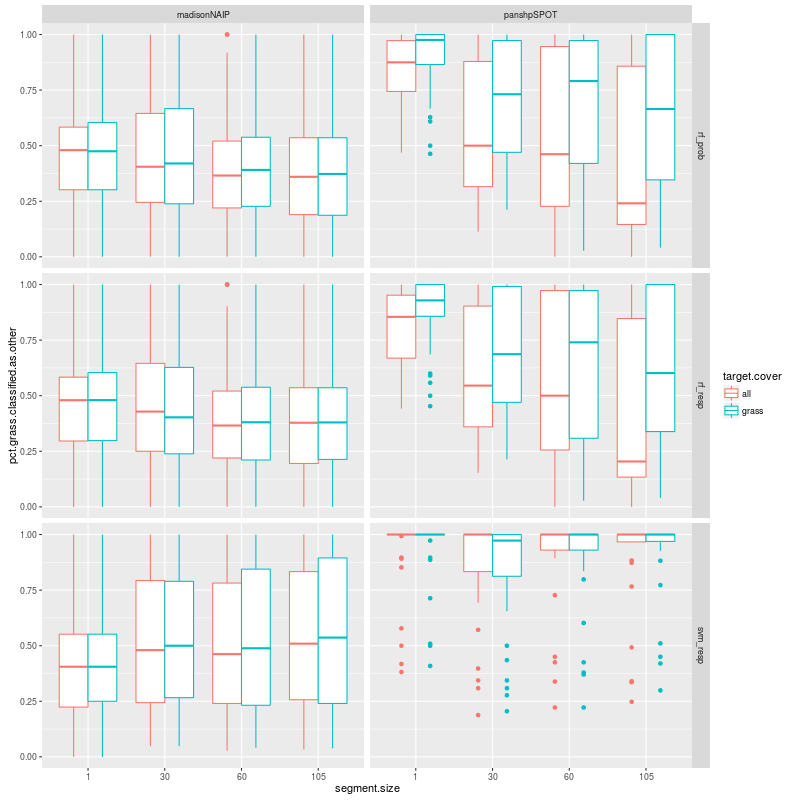 madisonNAIP
panshpSPOT
1.00
0.75
0.50
0.25
0.00
rf_prob
1.00
0.75
0.50
0.25
0.00
rf_resp
1.00
0.75
0.50
0.25
0.00
svm_resp
pct.grass.classified.as.other
1
30
60
105
1
30
60
105
segment.size
target.cover
all
grass